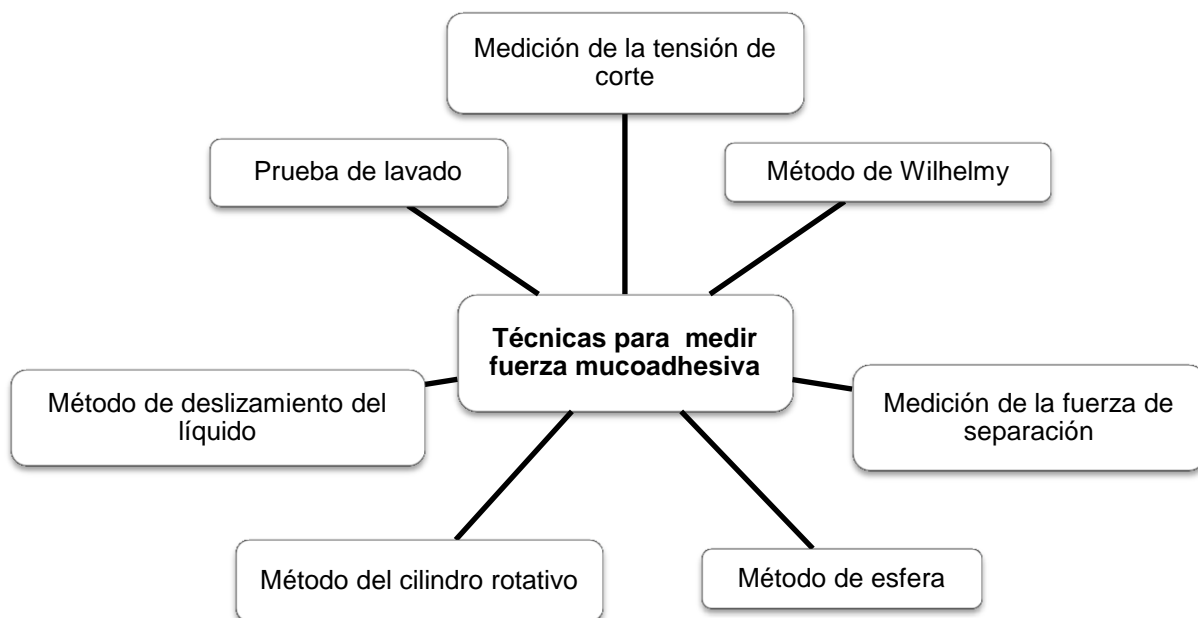 Medición de la tensión de
corte
Prueba de lavado
Método de Wilhelmy
Técnicas para  medir
fuerza mucoadhesiva
Método de deslizamiento del
líquido
Medición de la fuerza de
separación
Método del cilindro rotativo
Método de esfera